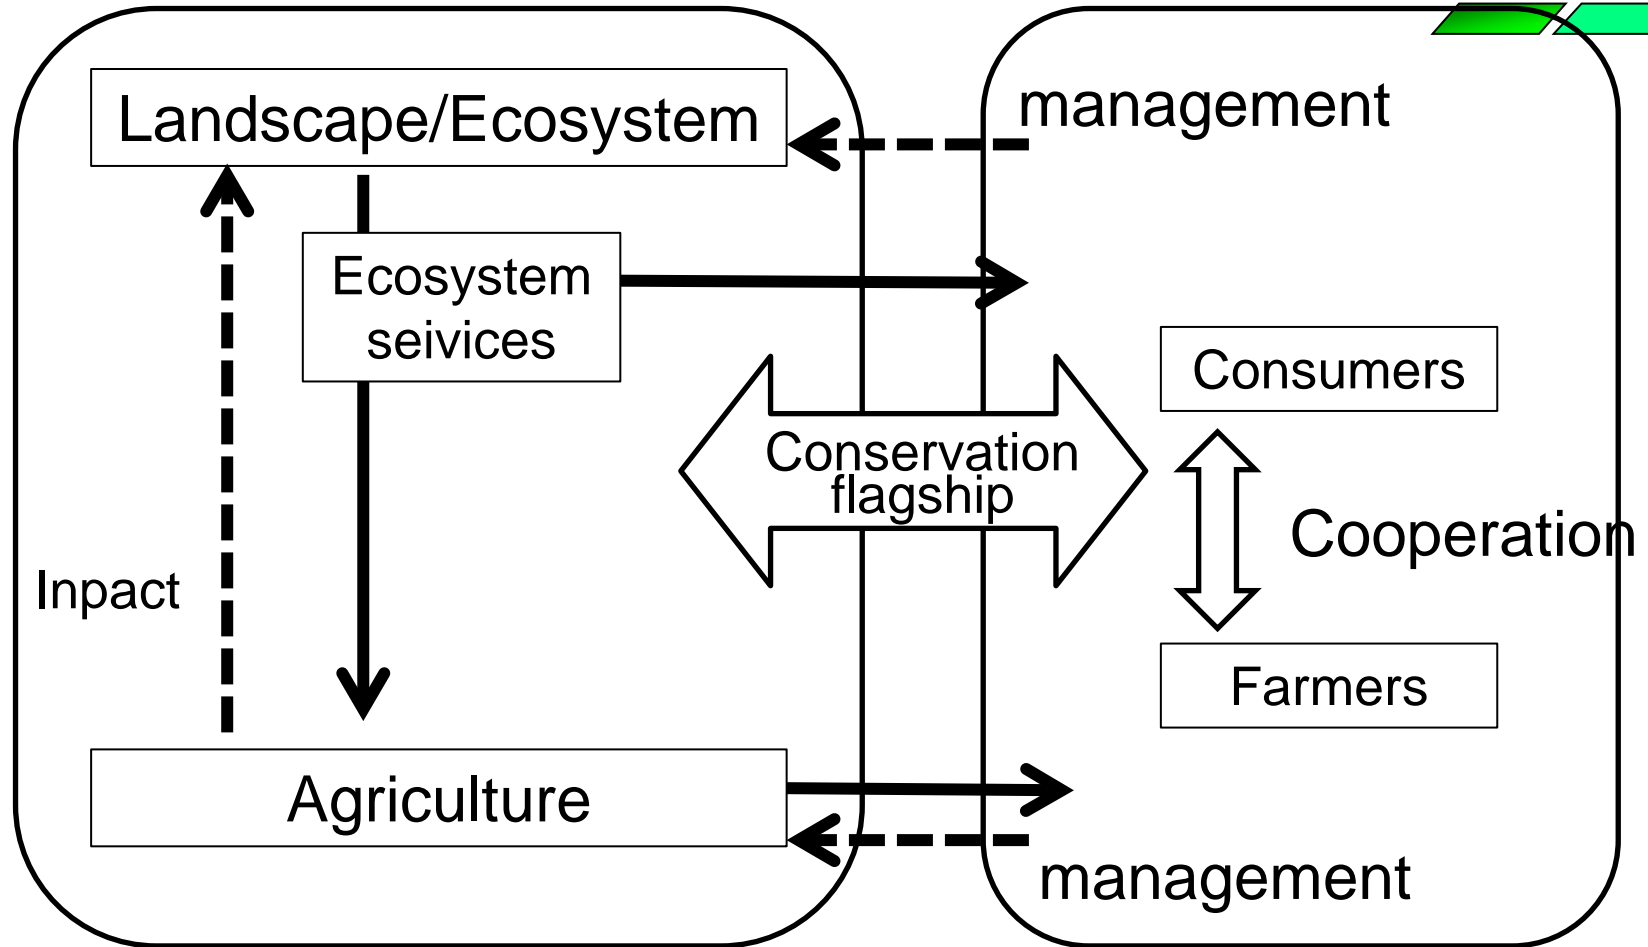 Landscape/Ecosystem
management
Ecosystem
seivices
Consumers
Conservation
flagship
Cooperation
Inpact
Farmers
Agriculture
management